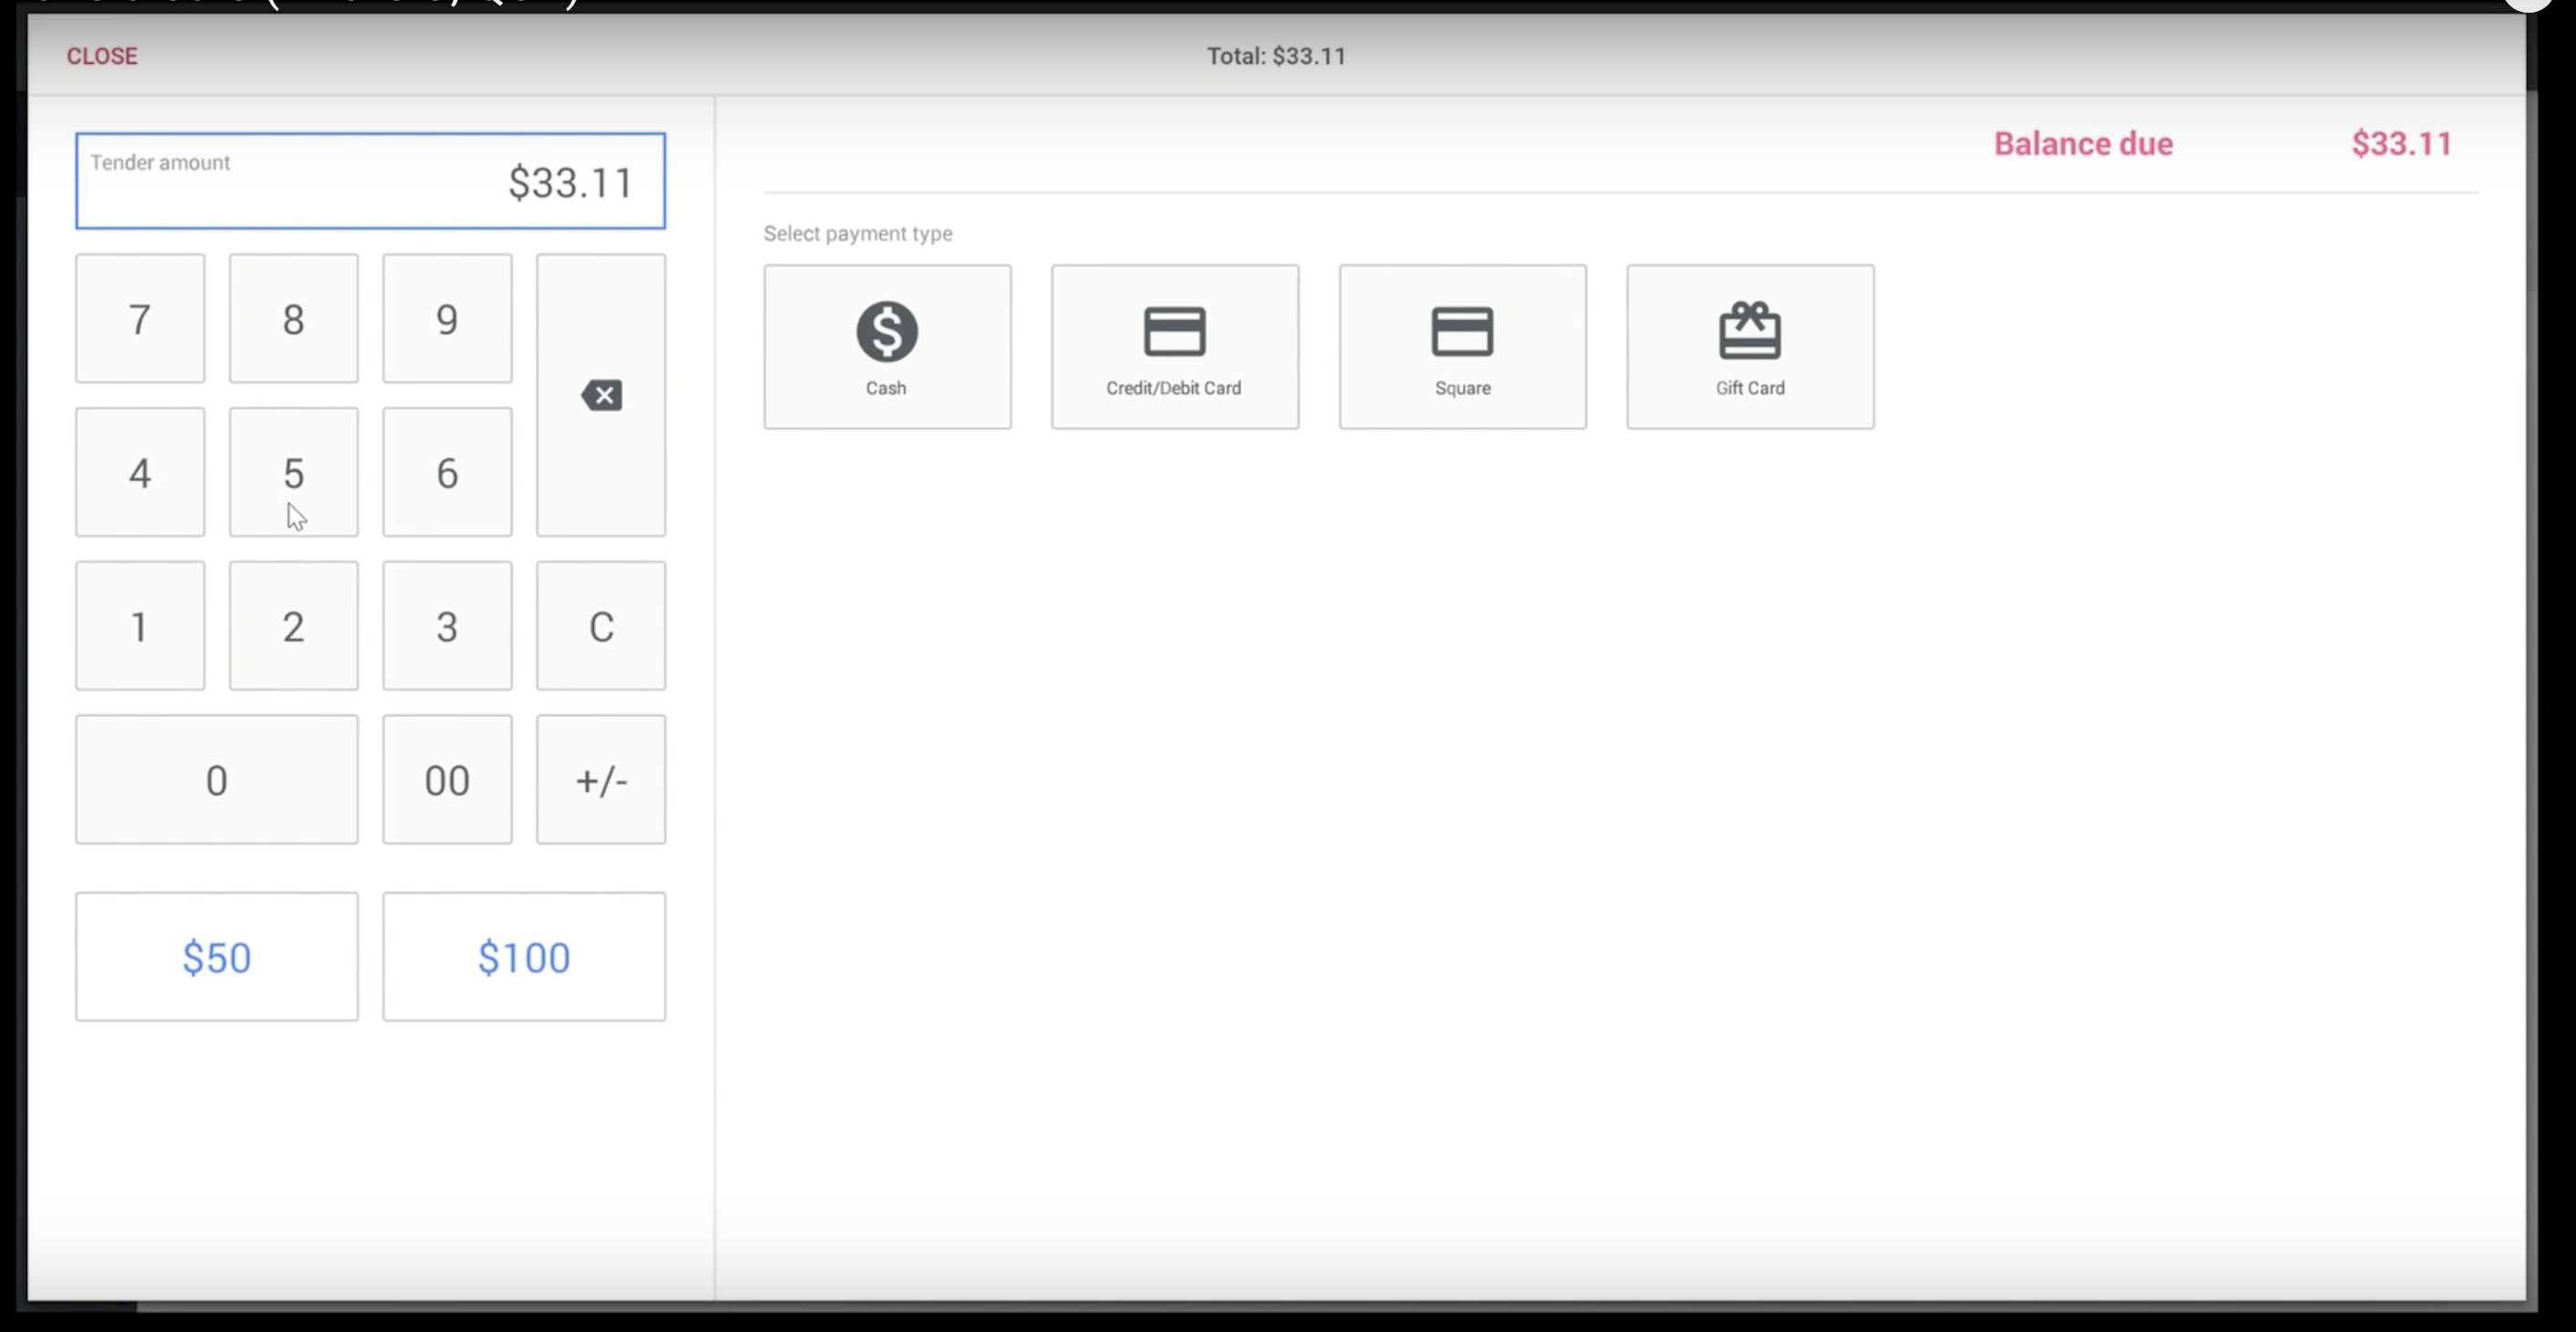 CLOSE
Total: $33.11
Tender amount
$33.11
Balance due $33.11
Select payment type
Cash
Credit/Debit Card
Square
Gift Card
7 8 9
4 5 6
1 2 3 C
0 00 +/-
$50 $100